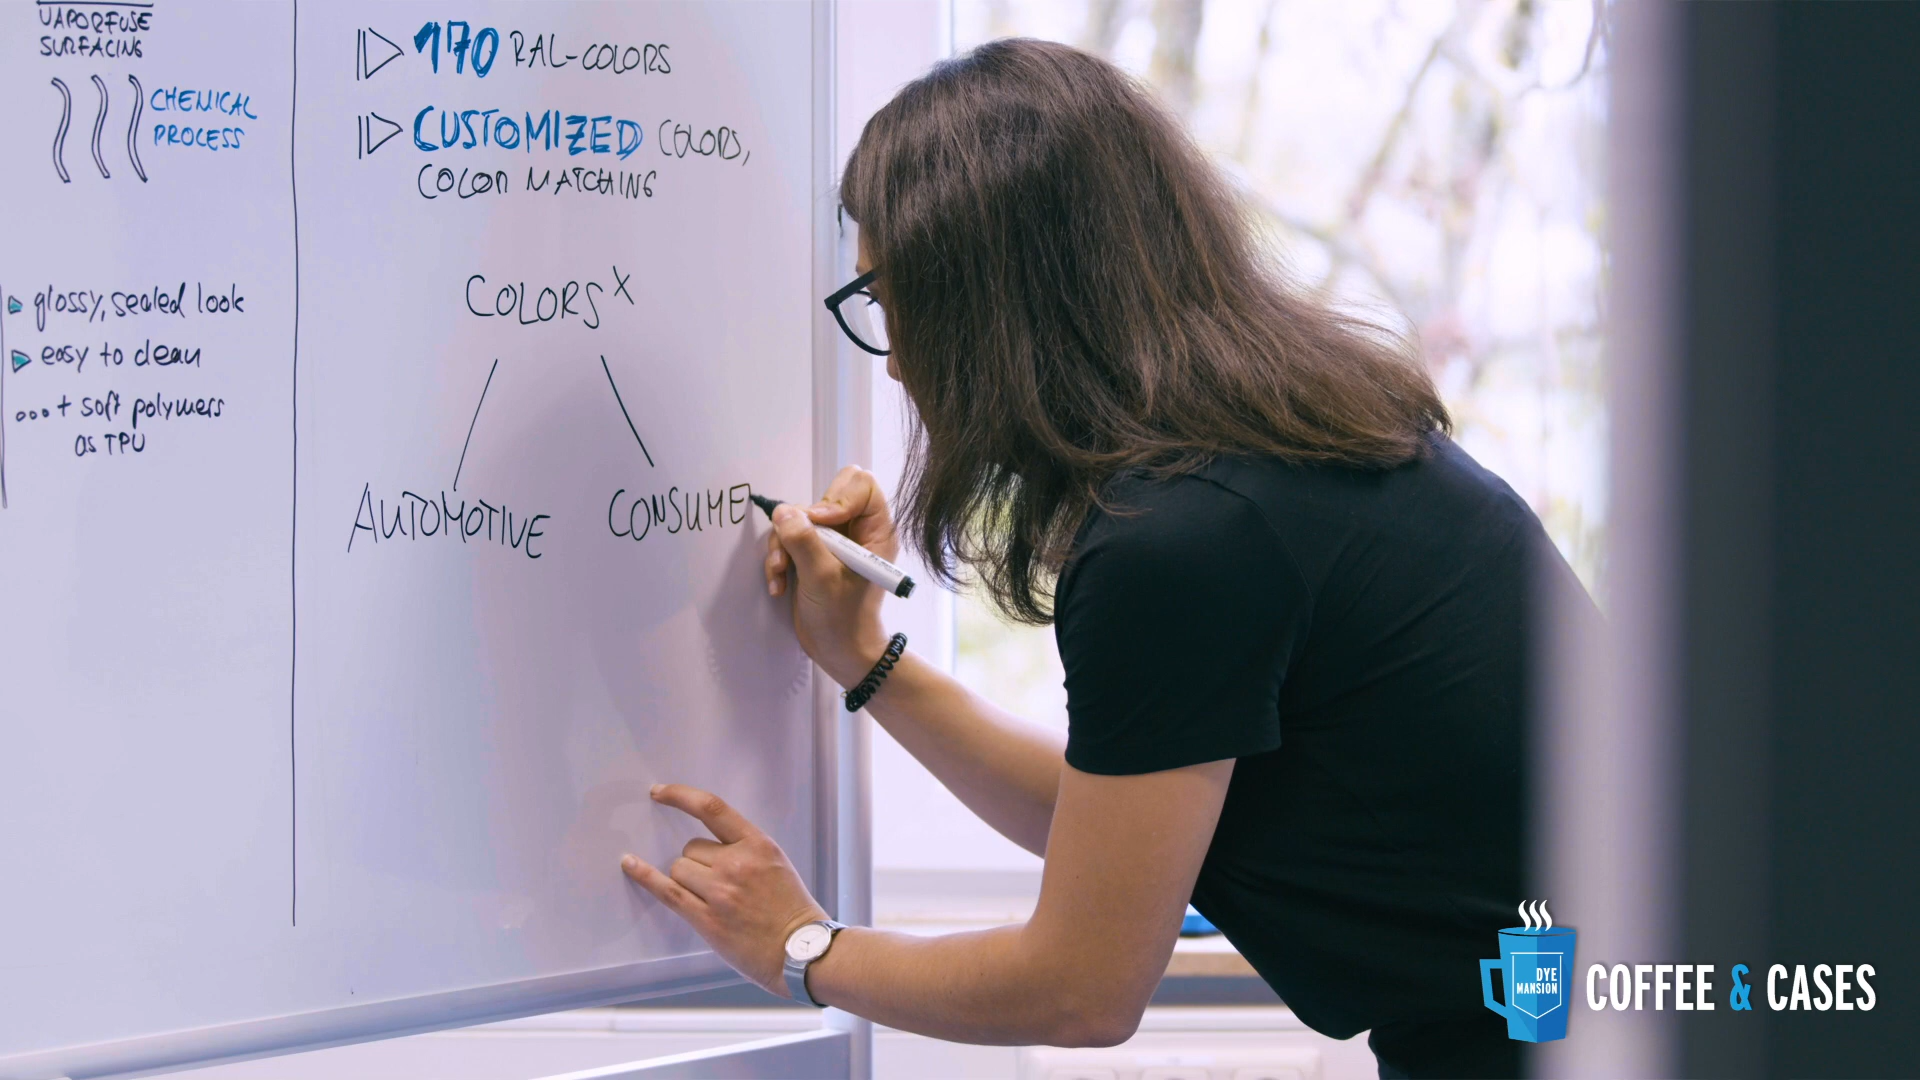 VAPORFUSE
SURFACING
CHEMICAL
PROCESS
glossy, sealed look
easy to clean
+ soft polymers
as TPU
170 RAL-COLORS
CUSTOMIZED COLORS,
COLOR MATCHING
COLORS X
AUTOMOTIVE
CONSUME
DYE
MANSION
COFFEE & CASES